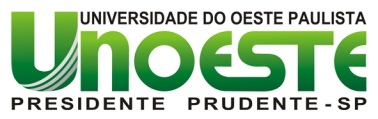 UNIVERSIDADE DO OESTE PAULISTA
UNOESTE
PRESIDENTE PRUDENTE - SP